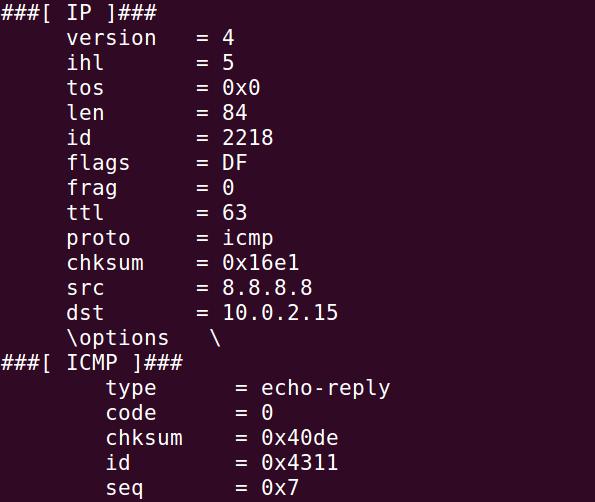 ###[ IP ]###
     version   = 4
     ihl       = 5
     tos       = 0x0
     len       = 84
     id        = 2218
     flags     = DF
     frag      = 0
     ttl       = 63
     proto     = icmp
     chksum    = 0x16e1
     src       = 8.8.8.8
     dst       = 10.0.2.15
     \options   \
###[ ICMP ]###
        type      = echo-reply
        code      = 0
        chksum    = 0x40de
        id        = 0x4311
        seq       = 0x7